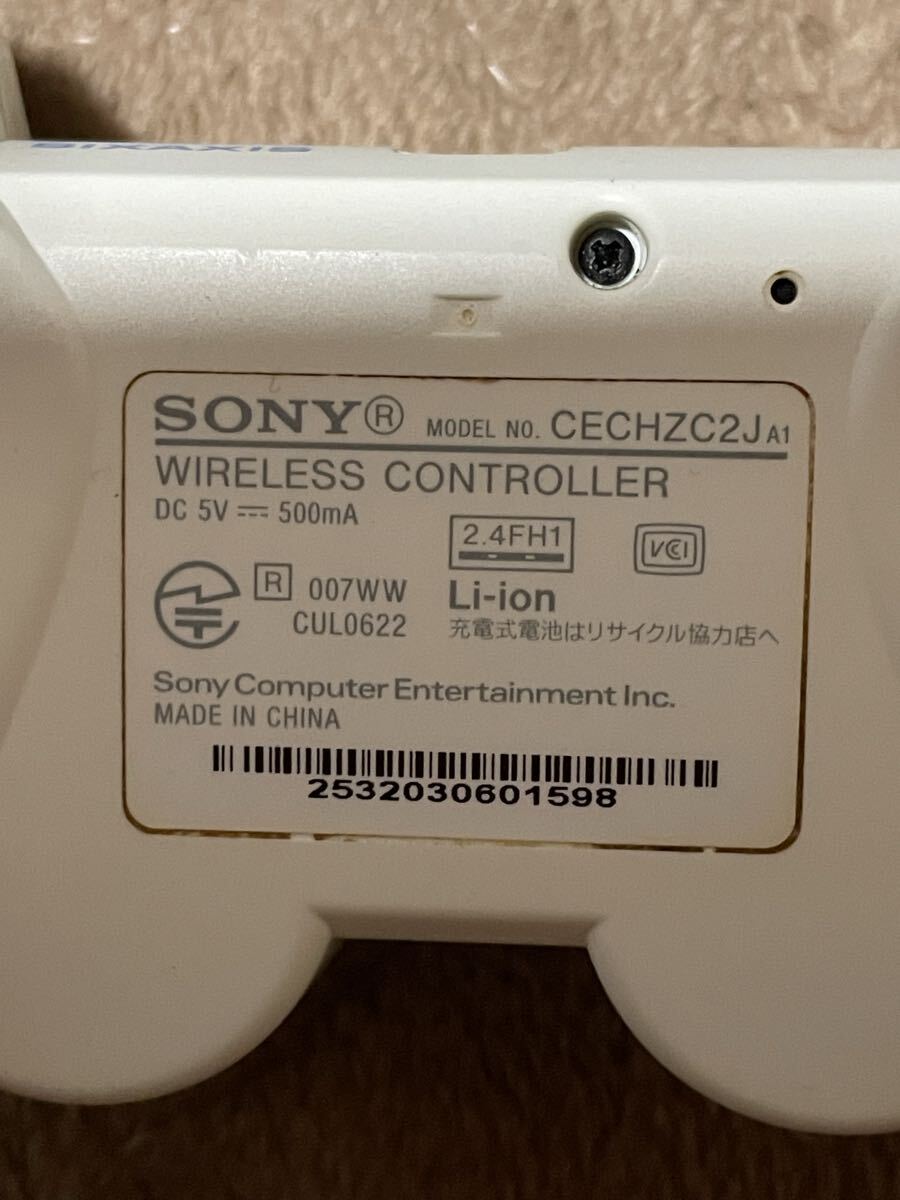 SIXAXIS
SONY® MODEL NO. CECHZC2J A1
WIRELESS CONTROLLER
DC 5V ⎓ 500mA
2.4FH1
VCI
R 007WW
CUL0622
Li-ion
充電式電池はリサイクル協力店へ
Sony Computer Entertainment Inc.
MADE IN CHINA
2532030601598